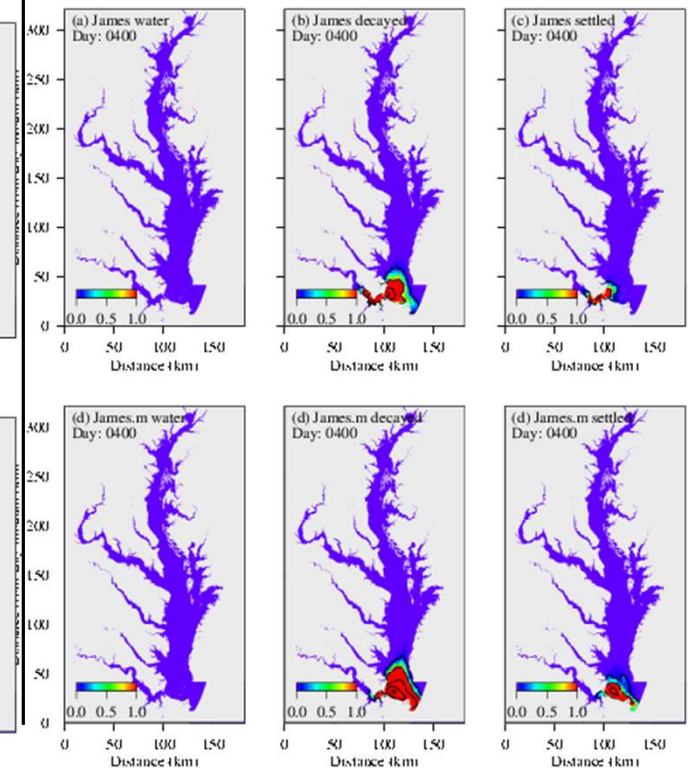 (a) James water
Day: 0400
(b) James decayed
Day: 0400
(c) James settled
Day: 0400
300
250
200
150
100
50
0
0.0 0.5 1.0
0.0 0.5 1.0
0.0 0.5 1.0
0 50 100 150
0 50 100 150
0 50 100 150
Distance (km)
Distance (km)
Distance (km)
(d) James.m water
Day: 0400
(d) James.m decayed
Day: 0400
(d) James.m settled
Day: 0400
300
250
200
150
100
50
0
0.0 0.5 1.0
0.0 0.5 1.0
0.0 0.5 1.0
0 50 100 150
0 50 100 150
0 50 100 150
Distance (km)
Distance (km)
Distance (km)